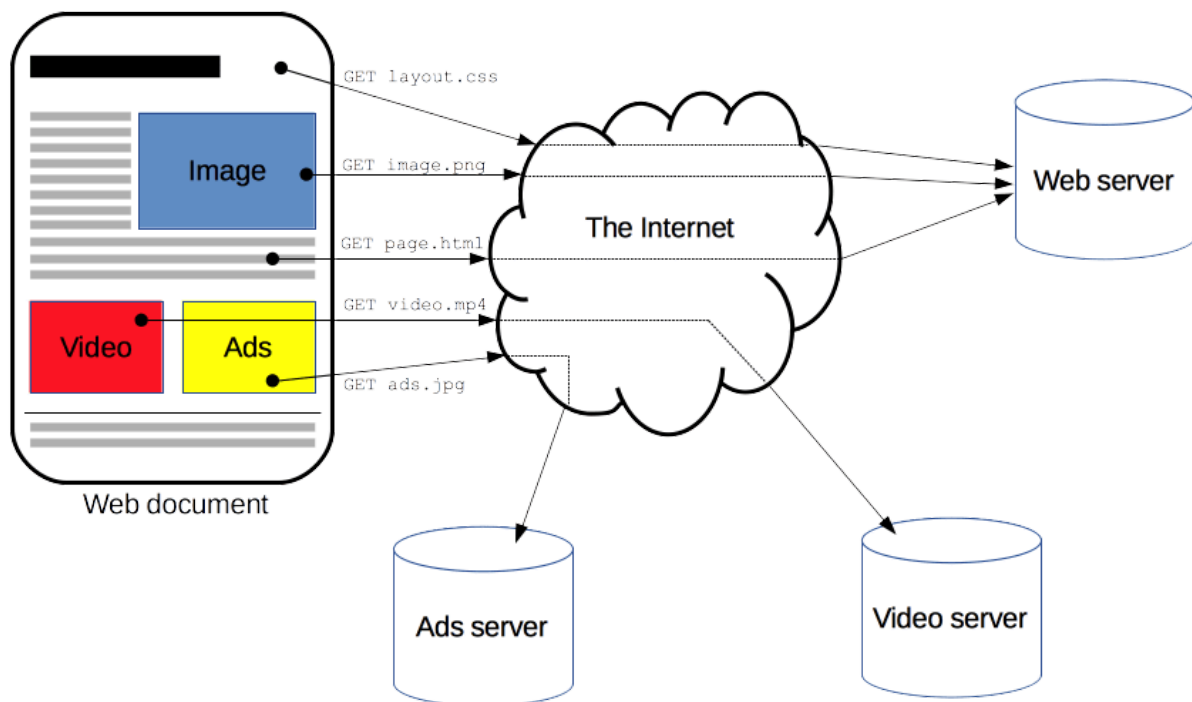 GET layout.css
Image
GET image.png
Web server
The Internet
GET page.html
GET video.mp4
Video
Ads
GET ads.jpg
Web document
Ads server
Video server